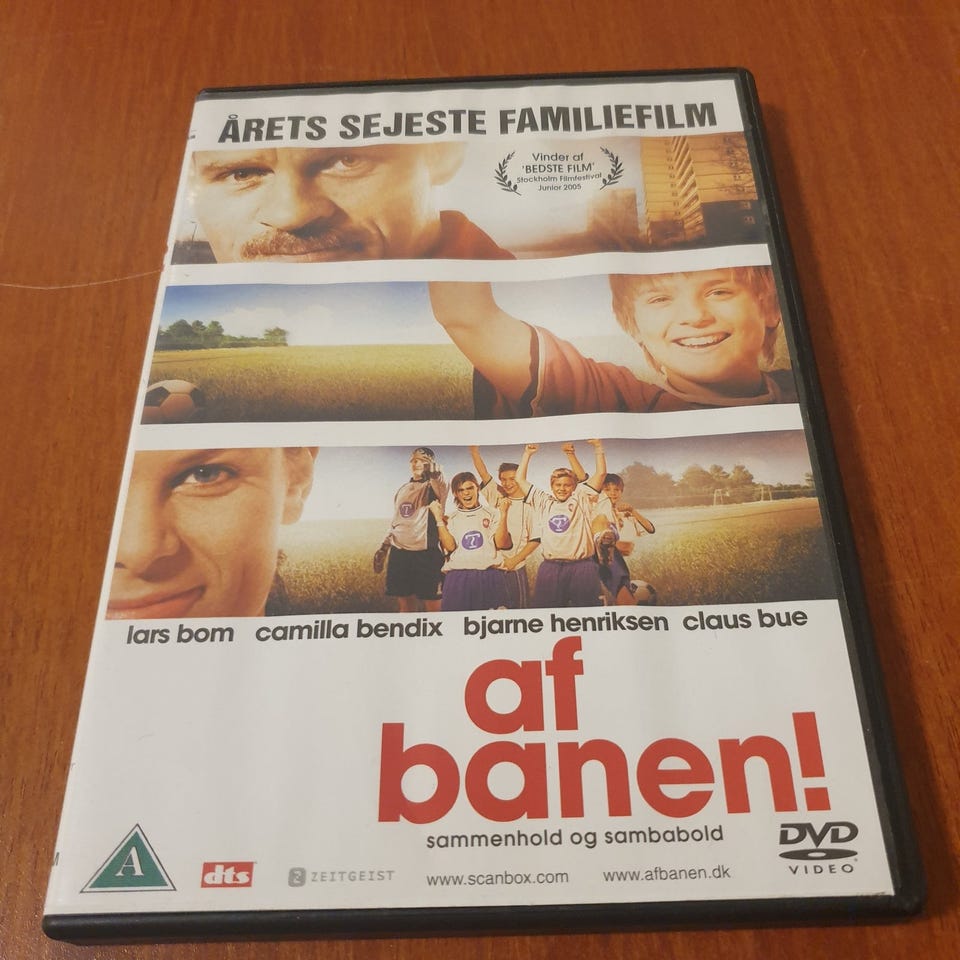 ÅRETS SEJESTE FAMILIEFILM
Vinder af
'BEDSTE FILM'
Stockholm Filmfestival
Junior 2005
lars bom camilla bendix bjarne henriksen claus bue
af
banen!
sammenhold og sambabold
A
dts
ZEITGEIST
www.scanbox.com
www.afbanen.dk
DVD
VIDEO